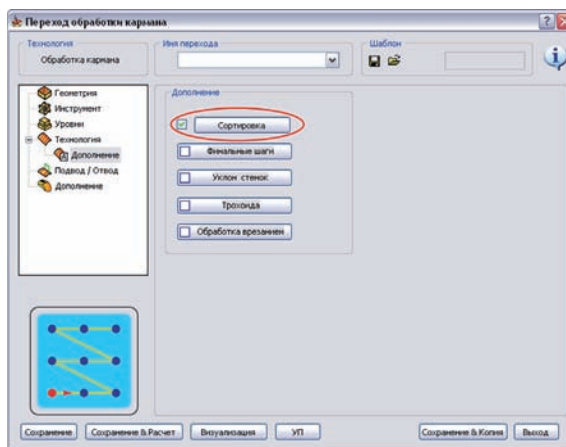 Переход обработки кармана
Технология
Обработка кармана
Имя перехода
Шаблон
Геометрия
Инструмент
Уровни
Технология
Дополнение
Подвод / Отвод
Дополнение
Дополнение
Сортировка
Финальные шаги
Уклон стенок
Трохоида
Обработка врезанием
Сохранение
Сохранение & Расчет
Визуализация
УП
Сохранение & Копия
Выход